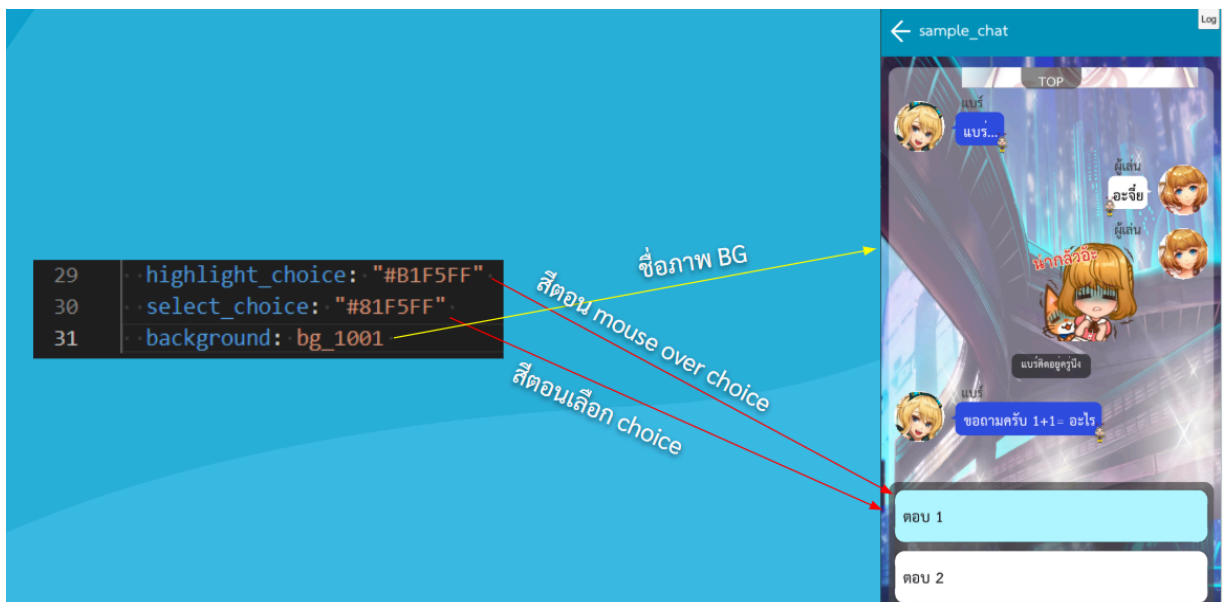 29 highlight_choice: "#B1F5FF"
30 select_choice: "#81F5FF"
31 background: bg_1001
ชื่อภาพ BG
สีตอน mouse over choice
สีตอนเลือก choice
Log
sample_chat
TOP
แบร์
แบร่...
ผู้เล่น
อะจึ๋ย
ผู้เล่น
น่ากลัวอ้ะ
แบร์คิดอยู่ครู่นึง
แบร์
ขอถามครับ 1+1= อะไร
ตอบ 1
ตอบ 2